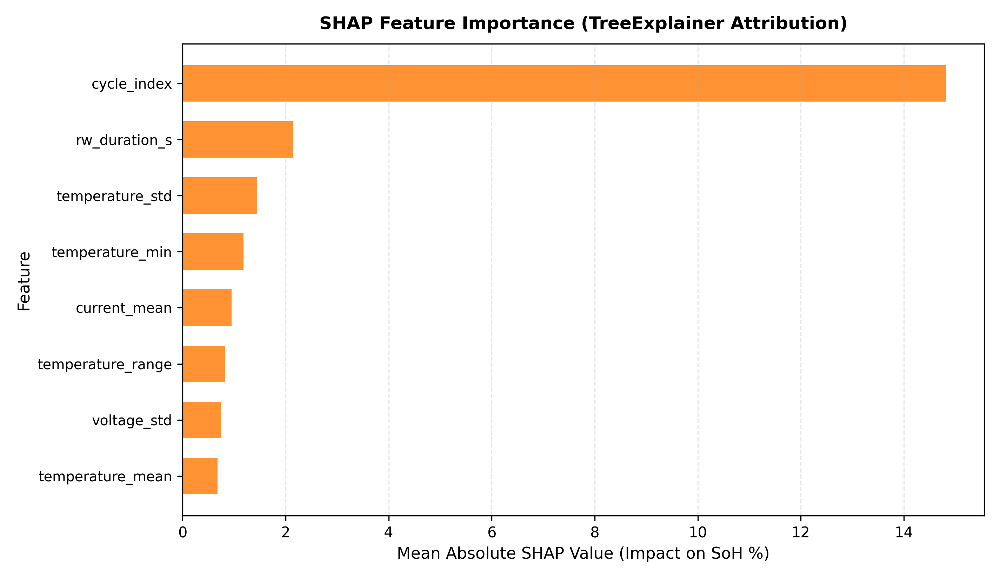 SHAP Feature Importance (TreeExplainer Attribution)
cycle_index
rw_duration_s
temperature_std
temperature_min
current_mean
temperature_range
voltage_std
temperature_mean
Feature
0 2 4 6 8 10 12 14
Mean Absolute SHAP Value (Impact on SoH %)